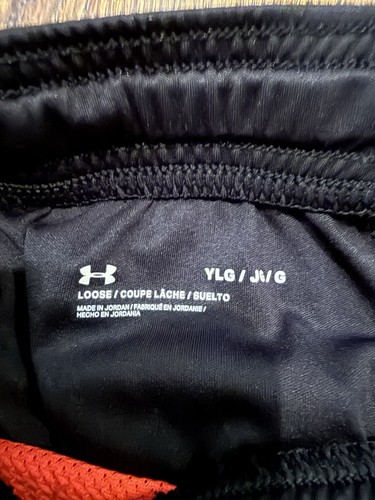 YLG / J / G
LOOSE / COUPE LÂCHE / SUELTO
MADE IN JORDAN / FABRIQUÉ EN JORDANIE /
HECHO EN JORDANIA